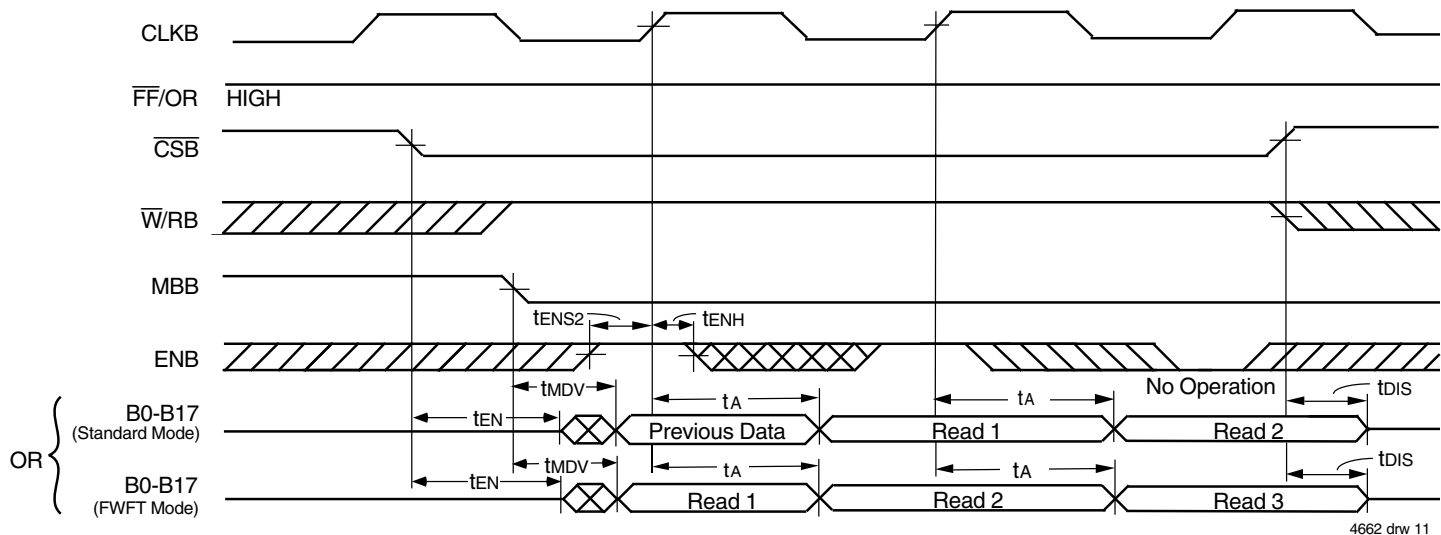 CLKB
F̅F̅/OR HIGH
C̅S̅B̅
W̅/RB
MBB
tENS2 tENH
ENB
No Operation
tMDV tA tA tDIS
B0-B17
(Standard Mode)
tEN
Previous Data Read 1 Read 2
OR
tMDV tA tA tDIS
B0-B17
(FWFT Mode)
tEN
Read 1 Read 2 Read 3
4662 drw 11